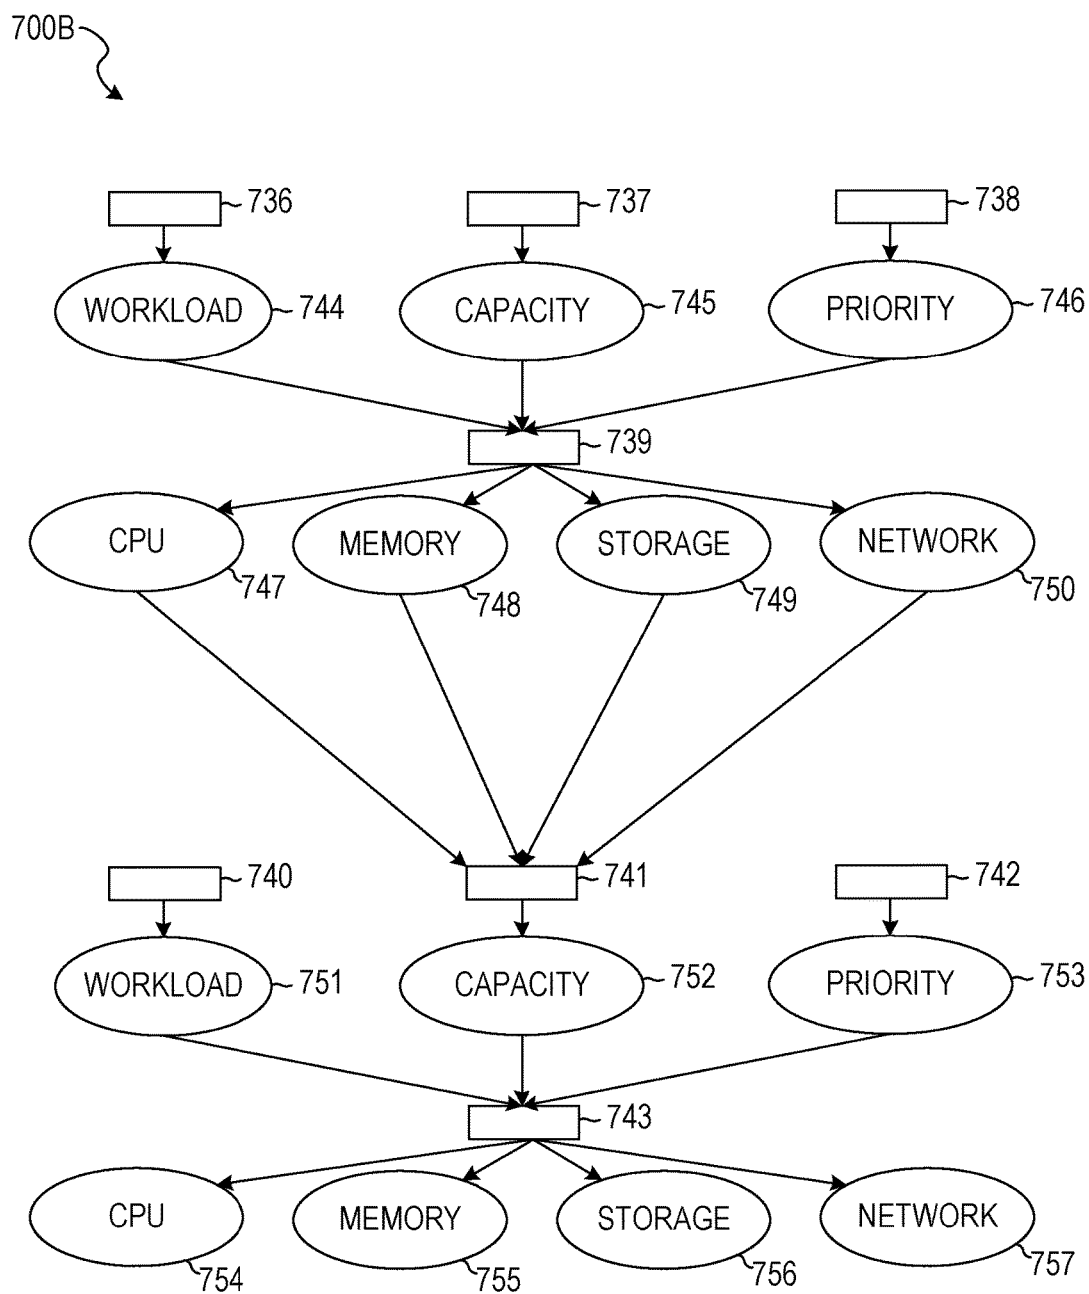 700B
736 737 738
WORKLOAD 744 CAPACITY 745 PRIORITY 746
739
CPU MEMORY STORAGE NETWORK
747 748 749 750
740 741 742
WORKLOAD 751 CAPACITY 752 PRIORITY 753
743
CPU MEMORY STORAGE NETWORK
754 755 756 757